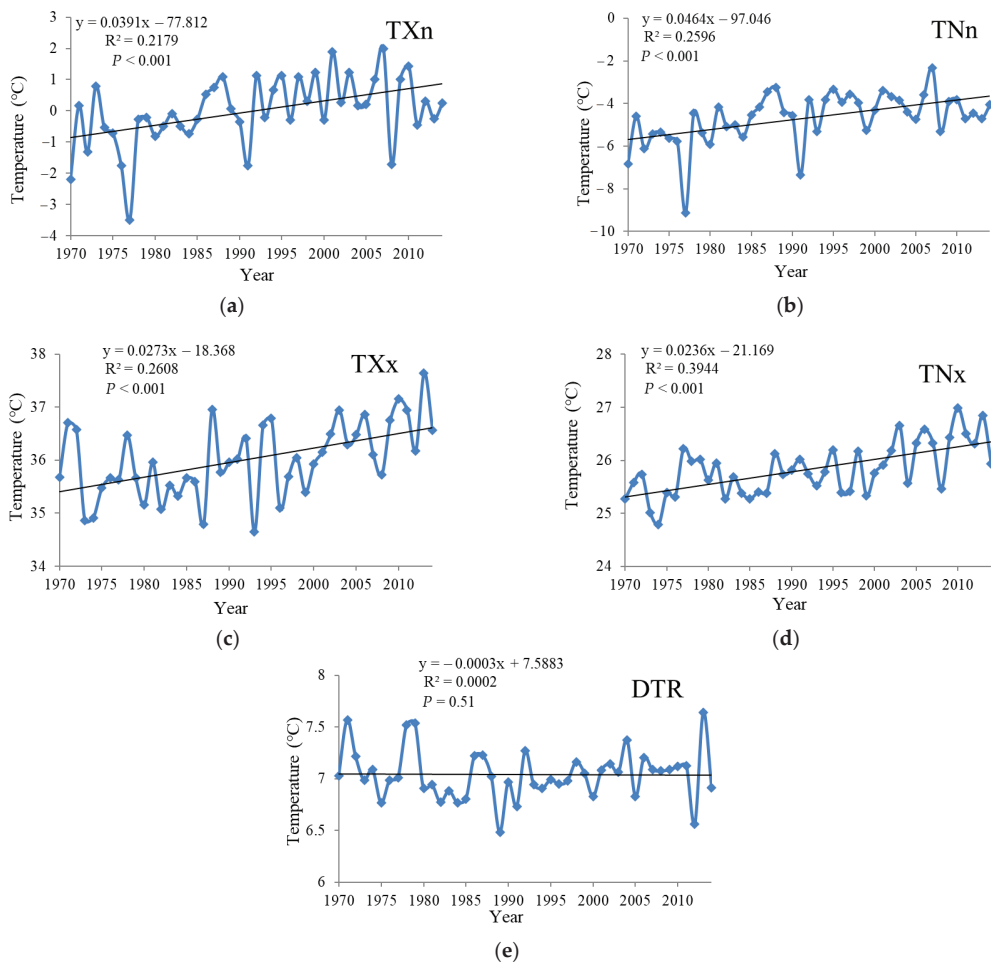 y = 0.0391x – 77.812
R² = 0.2179
P < 0.001
TXn
Temperature (°C)
3
2
1
0
−1
−2
−3
−4
1970 1975 1980 1985 1990 1995 2000 2005 2010
Year
(a)
y = 0.0464x – 97.046
R² = 0.2596
P < 0.001
TNn
Temperature (°C)
−2
−4
−6
−8
−10
1970 1975 1980 1985 1990 1995 2000 2005 2010
Year
(b)
y = 0.0273x – 18.368
R² = 0.2608
P < 0.001
TXx
Temperature (°C)
38
37
36
35
34
1970 1975 1980 1985 1990 1995 2000 2005 2010
Year
(c)
y = 0.0236x – 21.169
R² = 0.3944
P < 0.001
TNx
Temperature (°C)
28
27
26
25
24
1970 1975 1980 1985 1990 1995 2000 2005 2010
Year
(d)
y = – 0.0003x + 7.5883
R² = 0.0002
P = 0.51
DTR
Temperature (°C)
8
7.5
7
6.5
6
1970 1975 1980 1985 1990 1995 2000 2005 2010
Year
(e)